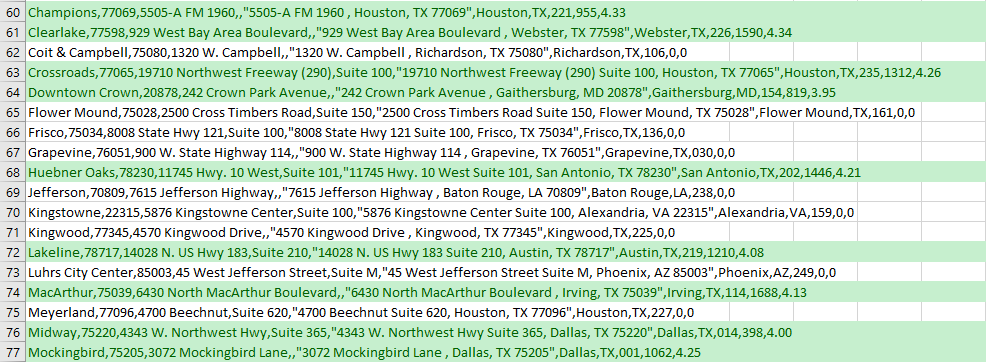 60 Champions,77069,5505-A FM 1960,,"5505-A FM 1960 , Houston, TX 77069",Houston,TX,221,955,4.33
61 Clearlake,77598,929 West Bay Area Boulevard,,"929 West Bay Area Boulevard , Webster, TX 77598",Webster,TX,226,1590,4.34
62 Coit & Campbell,75080,1320 W. Campbell,,"1320 W. Campbell , Richardson, TX 75080",Richardson,TX,106,0,0
63 Crossroads,77065,19710 Northwest Freeway (290),Suite 100,"19710 Northwest Freeway (290) Suite 100, Houston, TX 77065",Houston,TX,235,1312,4.26
64 Downtown Crown,20878,242 Crown Park Avenue,,"242 Crown Park Avenue , Gaithersburg, MD 20878",Gaithersburg,MD,154,819,3.95
65 Flower Mound,75028,2500 Cross Timbers Road,Suite 150,"2500 Cross Timbers Road Suite 150, Flower Mound, TX 75028",Flower Mound,TX,161,0,0
66 Frisco,75034,8008 State Hwy 121,Suite 100,"8008 State Hwy 121 Suite 100, Frisco, TX 75034",Frisco,TX,136,0,0
67 Grapevine,76051,900 W. State Highway 114,,"900 W. State Highway 114 , Grapevine, TX 76051",Grapevine,TX,030,0,0
68 Huebner Oaks,78230,11745 Hwy. 10 West,Suite 101,"11745 Hwy. 10 West Suite 101, San Antonio, TX 78230",San Antonio,TX,202,1446,4.21
69 Jefferson,70809,7615 Jefferson Highway,,"7615 Jefferson Highway , Baton Rouge, LA 70809",Baton Rouge,LA,238,0,0
70 Kingstowne,22315,5876 Kingstowne Center,Suite 100,"5876 Kingstowne Center Suite 100, Alexandria, VA 22315",Alexandria,VA,159,0,0
71 Kingwood,77345,4570 Kingwood Drive,,"4570 Kingwood Drive , Kingwood, TX 77345",Kingwood,TX,225,0,0
72 Lakeline,78717,14028 N. US Hwy 183,Suite 210,"14028 N. US Hwy 183 Suite 210, Austin, TX 78717",Austin,TX,219,1210,4.08
73 Luhrs City Center,85003,45 West Jefferson Street,Suite M,"45 West Jefferson Street Suite M, Phoenix, AZ 85003",Phoenix,AZ,249,0,0
74 MacArthur,75039,6430 North MacArthur Boulevard,,"6430 North MacArthur Boulevard , Irving, TX 75039",Irving,TX,114,1688,4.13
75 Meyerland,77096,4700 Beechnut,Suite 620,"4700 Beechnut Suite 620, Houston, TX 77096",Houston,TX,227,0,0
76 Midway,75220,4343 W. Northwest Hwy,Suite 365,"4343 W. Northwest Hwy Suite 365, Dallas, TX 75220",Dallas,TX,014,398,4.00
77 Mockingbird,75205,3072 Mockingbird Lane,,"3072 Mockingbird Lane , Dallas, TX 75205",Dallas,TX,001,1062,4.25